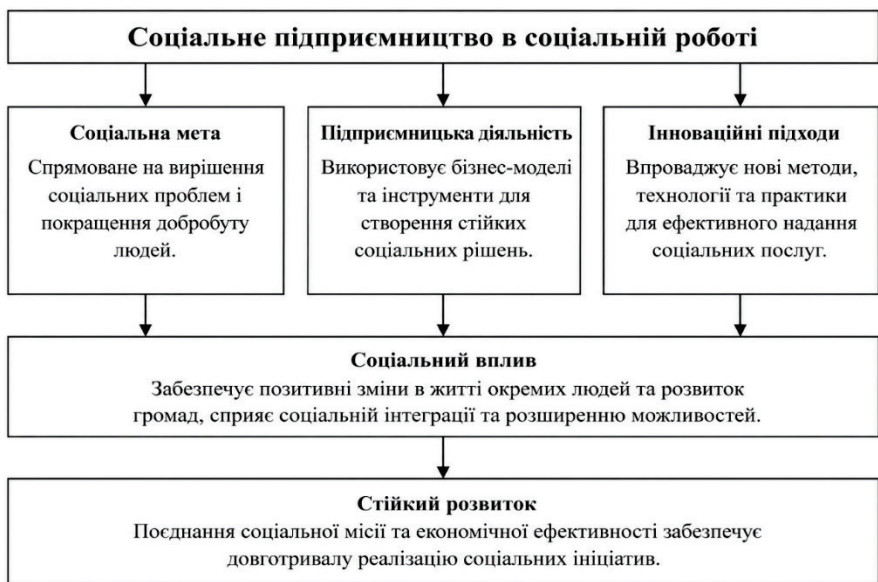 Соціальне підприємництво в соціальній роботі
Соціальна мета
Спрямоване на вирішення
соціальних проблем і
покращення добробуту
людей.
Підприємницька діяльність
Використовує бізнес-моделі
та інструменти для
створення стійких
соціальних рішень.
Інноваційні підходи
Впроваджує нові методи,
технології та практики
для ефективного надання
соціальних послуг.
Соціальний вплив
Забезпечує позитивні зміни в житті окремих людей та розвиток
громад, сприяє соціальній інтеграції та розширенню можливостей.
Стійкий розвиток
Поєднання соціальної місії та економічної ефективності забезпечує
довготривалу реалізацію соціальних ініціатив.